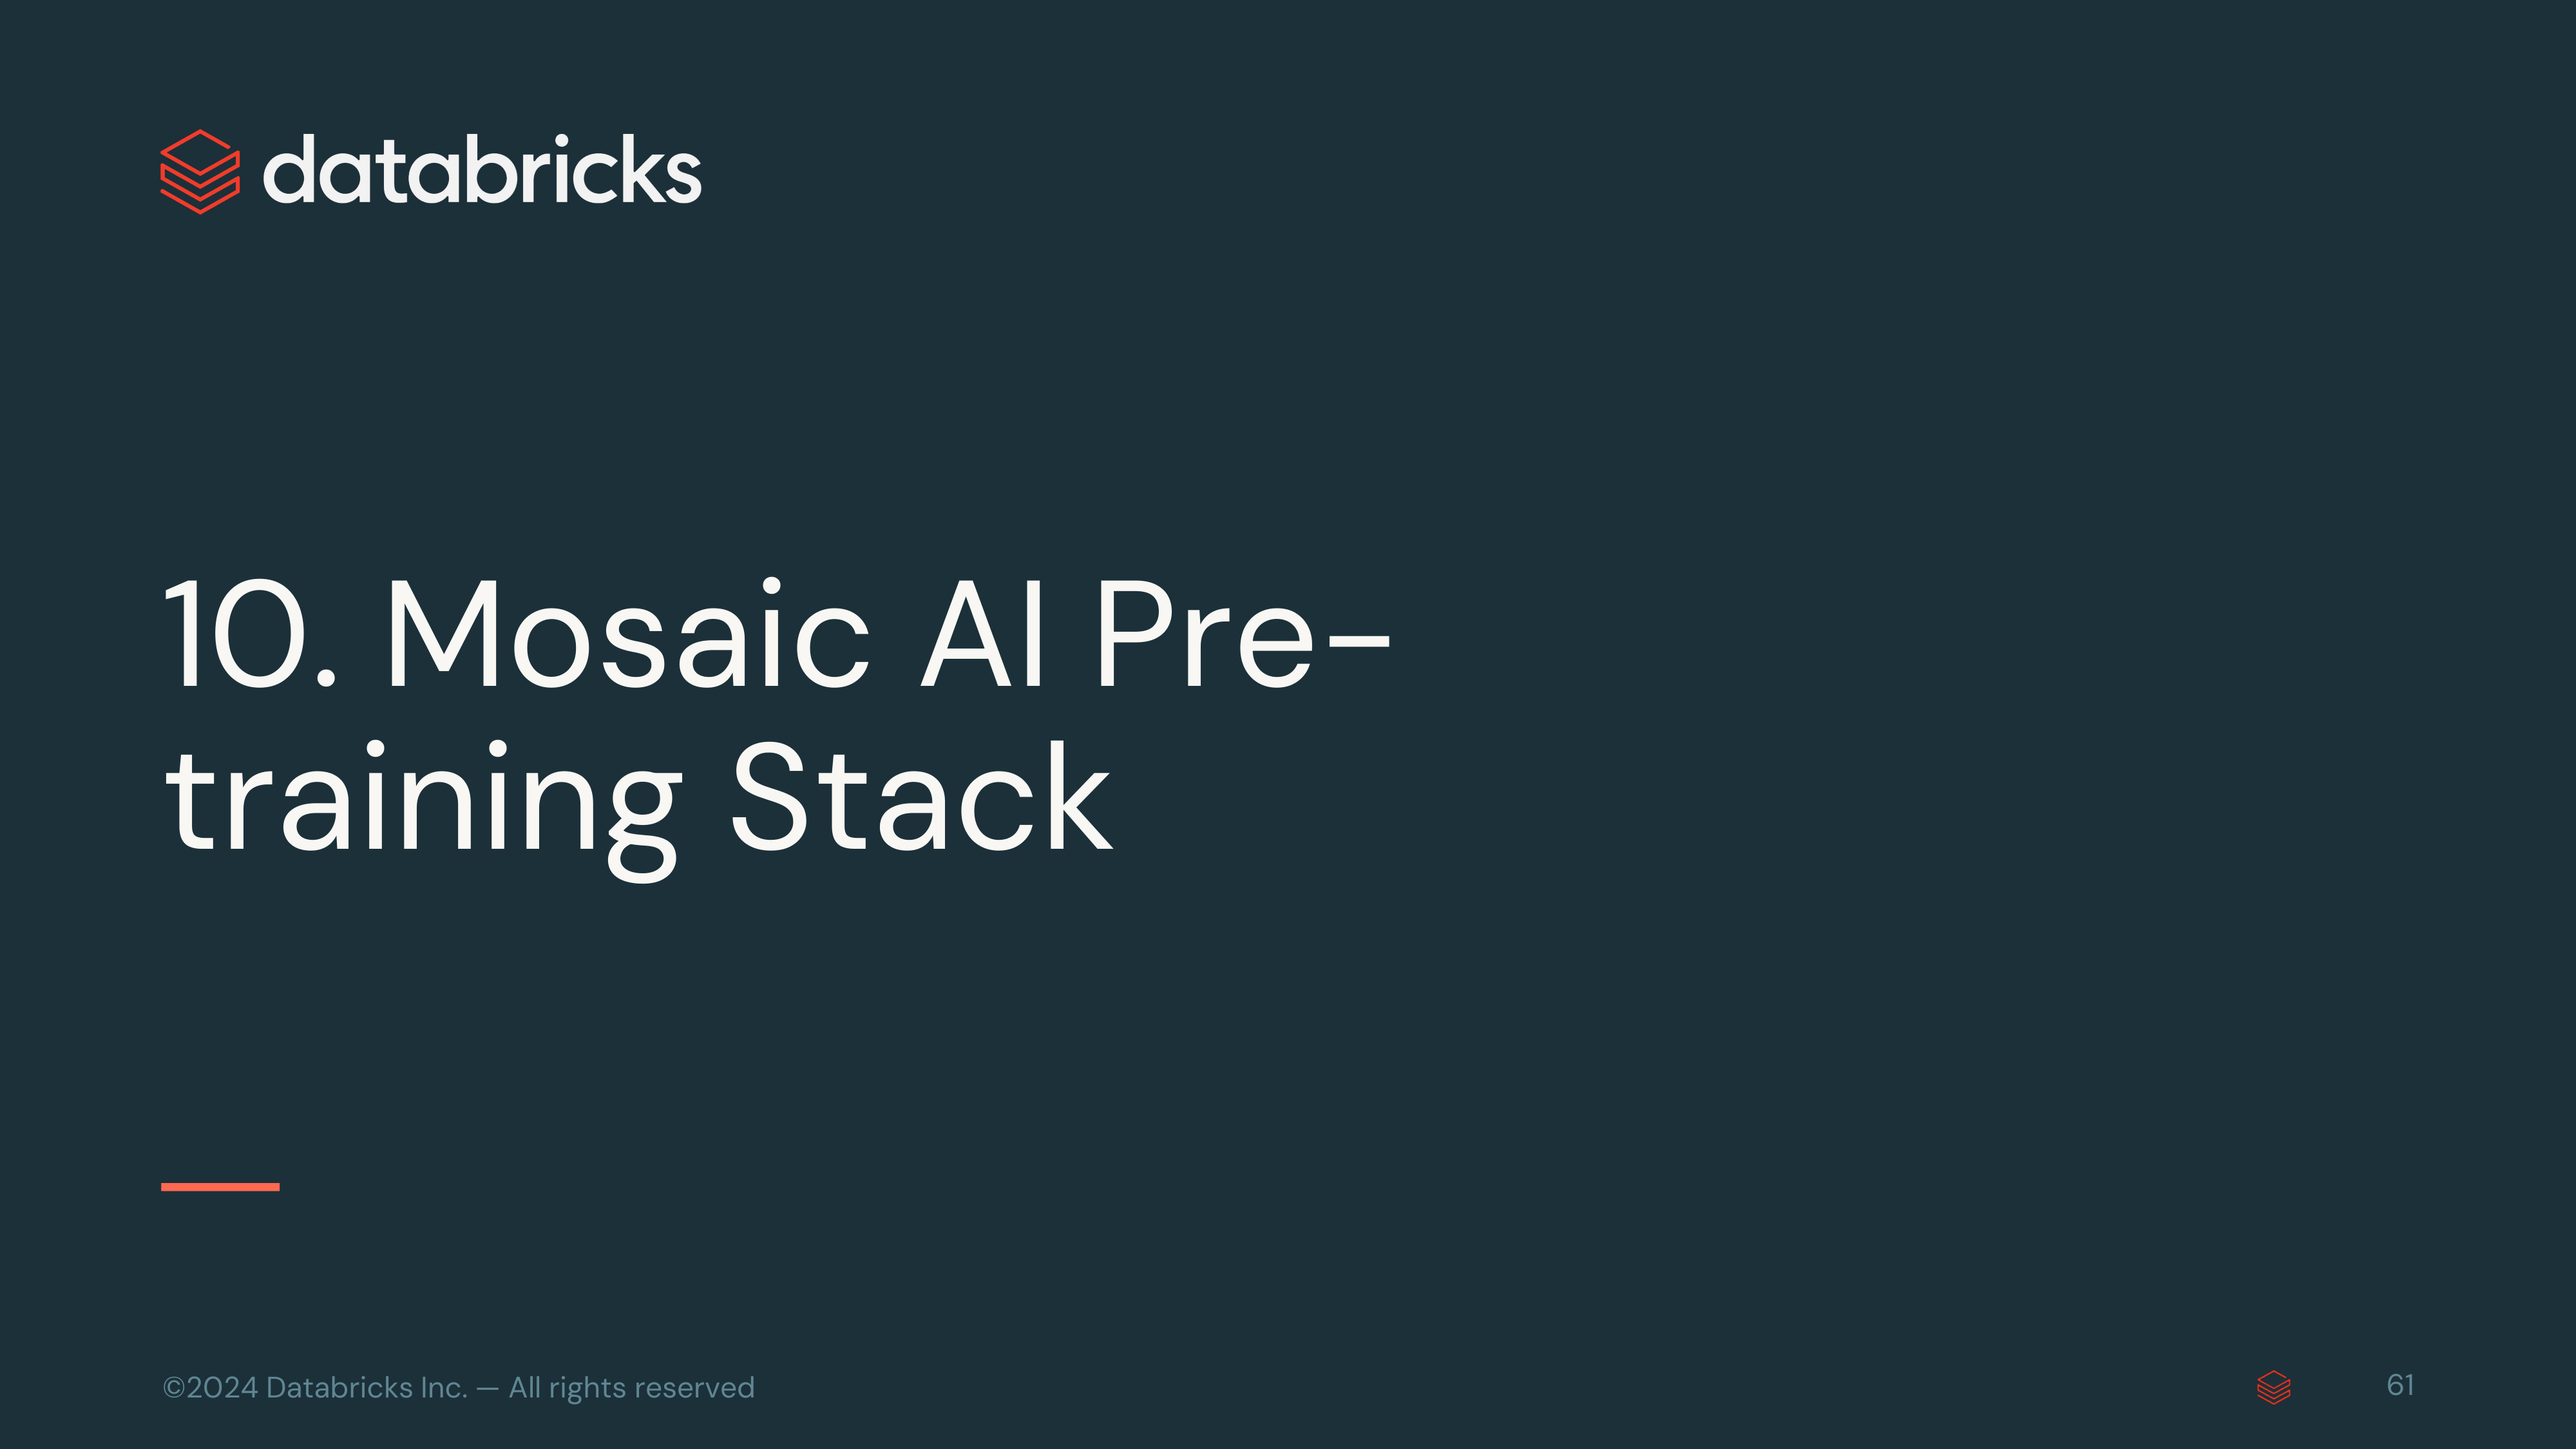 databricks
10. Mosaic AI Pre-
training Stack
©2024 Databricks Inc. — All rights reserved
61